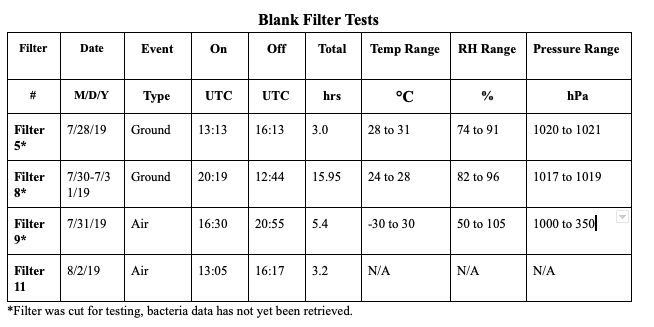 Blank Filter Tests
Filter Date Event On Off Total Temp Range RH Range Pressure Range
# M/D/Y Type UTC UTC hrs °C % hPa
Filter 7/28/19 Ground 13:13 16:13 3.0 28 to 31 74 to 91 1020 to 1021
5*
Filter 7/30-7/3 Ground 20:19 12:44 15.95 24 to 28 82 to 96 1017 to 1019
8* 1/19
Filter 7/31/19 Air 16:30 20:55 5.4 -30 to 30 50 to 105 1000 to 350
9*
Filter 8/2/19 Air 13:05 16:17 3.2 N/A N/A N/A
11
*Filter was cut for testing, bacteria data has not yet been retrieved.